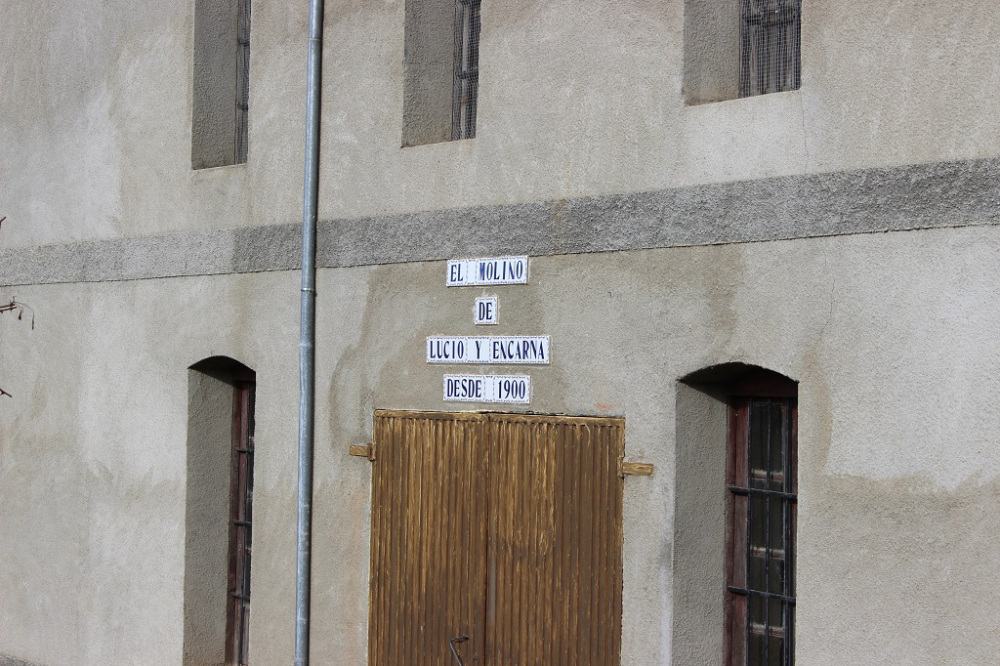 EL MOLINO
DE
LUCIO Y ENCARNA
DESDE 1900